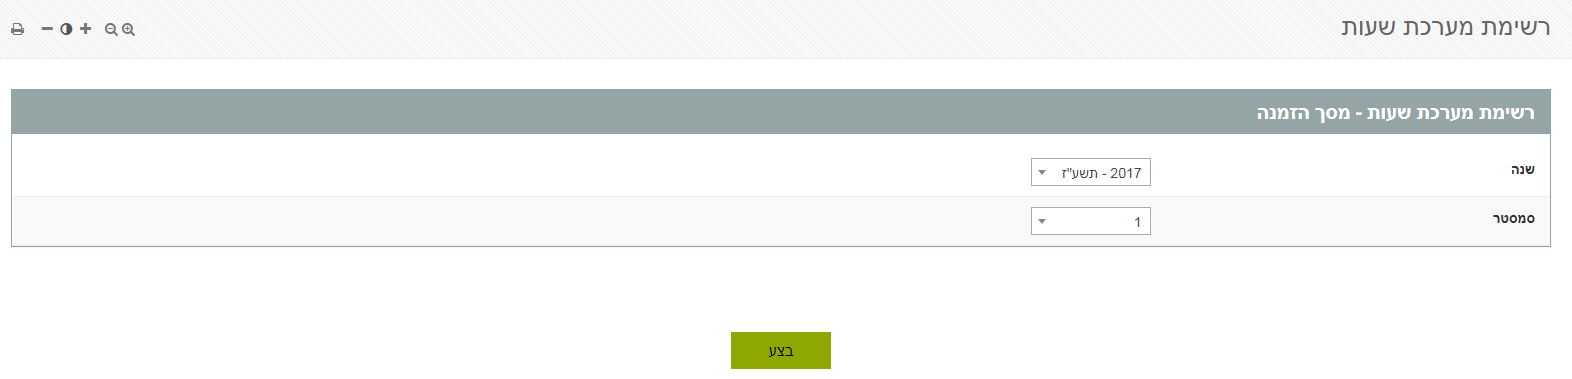 רשימת מערכת שעות
רשימת מערכת שעות - מסך הזמנה
שנה
2017 - תשע"ז
סמסטר
1
בצע